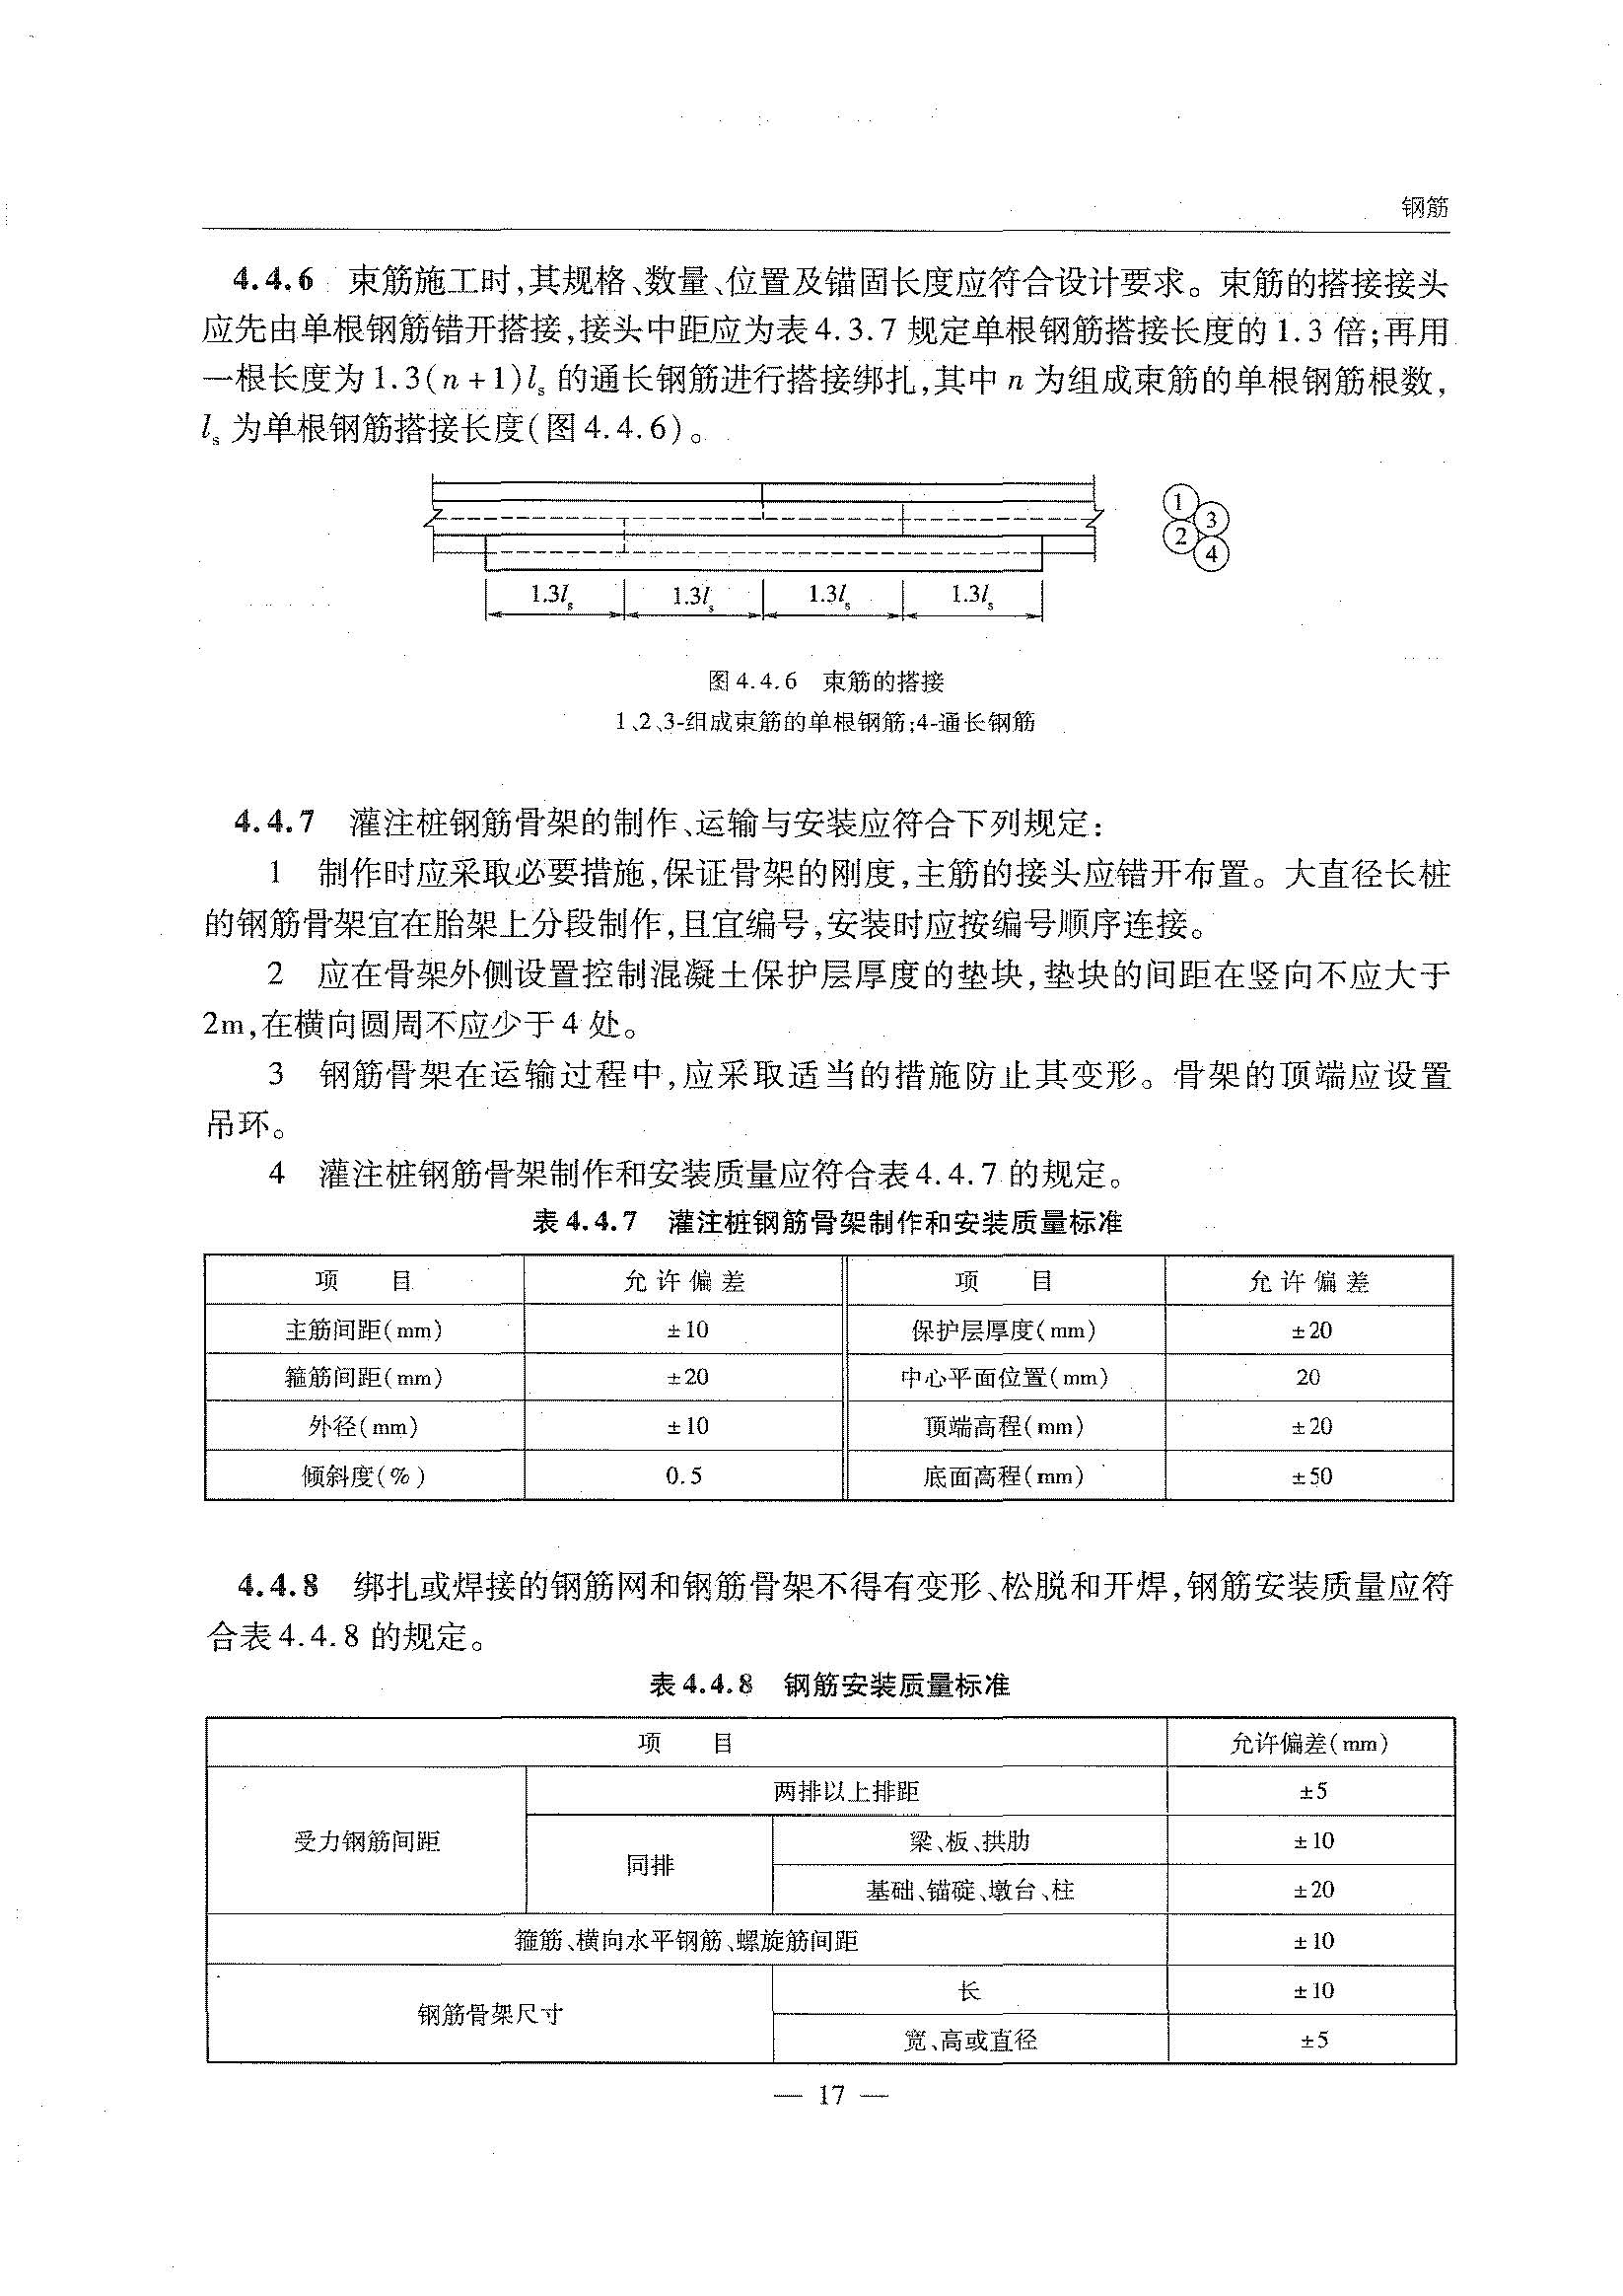 钢筋
4.4.6 束筋施工时,其规格、数量、位置及锚固长度应符合设计要求。束筋的搭接接头
应先由单根钢筋错开搭接,接头中距应为表4.3.7规定单根钢筋搭接长度的1.3倍;再用
一根长度为1.3(n+1)lₛ的通长钢筋进行搭接绑扎,其中n为组成束筋的单根钢筋根数,
lₛ为单根钢筋搭接长度(图4.4.6)。
1
3
2
4
1.3lₛ 1.3lₛ 1.3lₛ 1.3lₛ
图4.4.6 束筋的搭接
1、2、3-组成束筋的单根钢筋;4-通长钢筋
4.4.7 灌注桩钢筋骨架的制作、运输与安装应符合下列规定:
1 制作时应采取必要措施,保证骨架的刚度,主筋的接头应错开布置。大直径长桩
的钢筋骨架宜在胎架上分段制作,且宜编号,安装时应按编号顺序连接。
2 应在骨架外侧设置控制混凝土保护层厚度的垫块,垫块的间距在竖向不应大于
2m,在横向圆周不应少于4处。
3 钢筋骨架在运输过程中,应采取适当的措施防止其变形。骨架的顶端应设置
吊环。
4 灌注桩钢筋骨架制作和安装质量应符合表4.4.7的规定。
表4.4.7 灌注桩钢筋骨架制作和安装质量标准
项 目 允许偏差 项 目 允许偏差
主筋间距(mm) ±10 保护层厚度(mm) ±20
箍筋间距(mm) ±20 中心平面位置(mm) 20
外径(mm) ±10 顶端高程(mm) ±20
倾斜度(%) 0.5 底面高程(mm) ±50
4.4.8 绑扎或焊接的钢筋网和钢筋骨架不得有变形、松脱和开焊,钢筋安装质量应符
合表4.4.8的规定。
表4.4.8 钢筋安装质量标准
项 目 允许偏差(mm)
受力钢筋间距 两排以上排距 ±5
同排 梁、板、拱肋 ±10
基础、锚碇、墩台、柱 ±20
箍筋、横向水平钢筋、螺旋筋间距 ±10
钢筋骨架尺寸 长 ±10
宽、高或直径 ±5
— 17 —